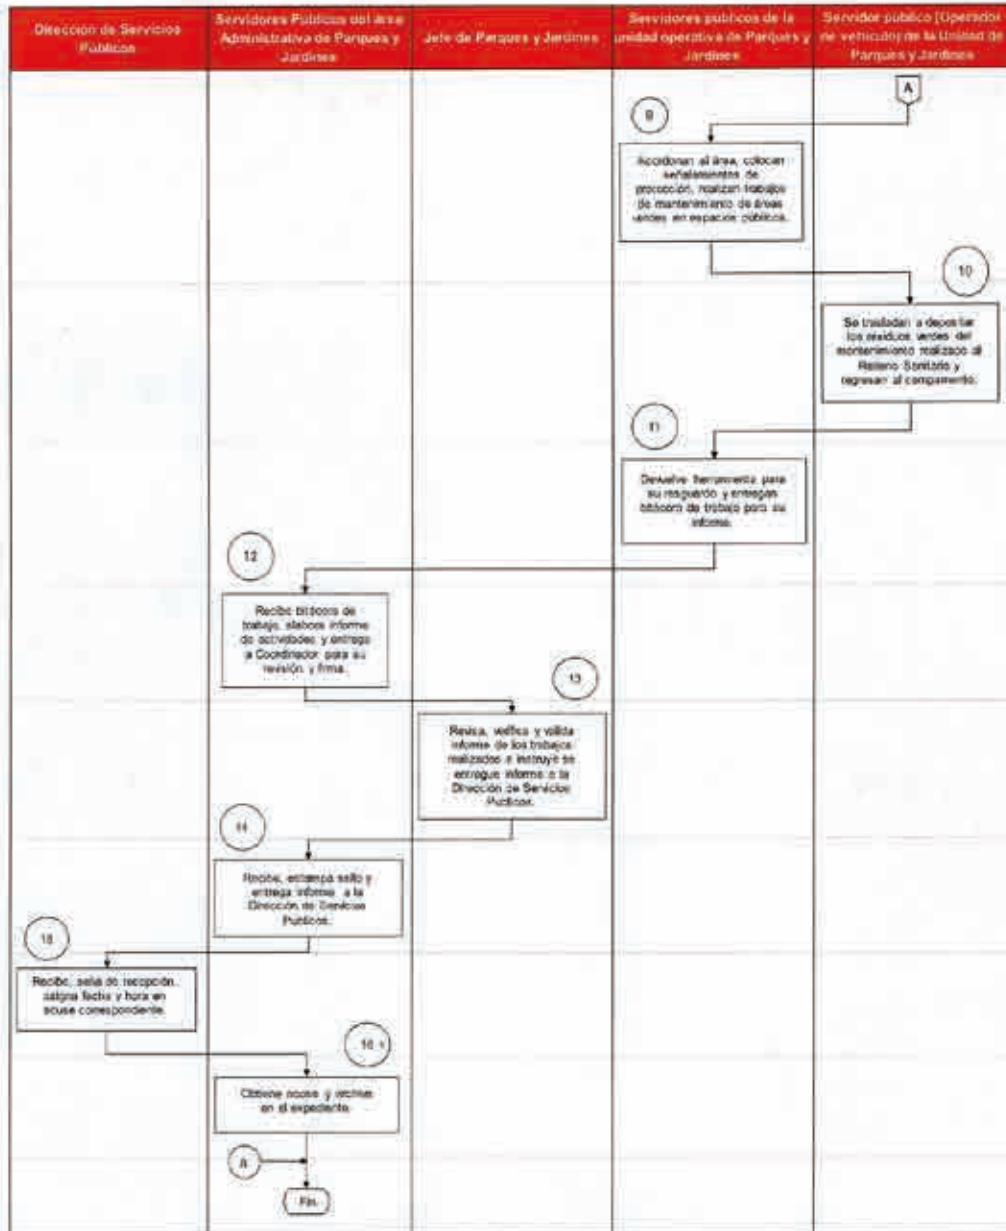 Dirección de Servicios
Públicos
Servidores Públicos del área
Administrativa de Parques y
Jardines
Jefe de Parques y Jardines
Servidores públicos de la
unidad operativa de Parques y
Jardines
Servidor público (Operador
de vehículo) de la Unidad de
Parques y Jardines
A
9
Acordonan el área, colocan
señalamientos de
protección, realizan trabajos
de mantenimiento de áreas
verdes en espacios públicos.
10
Se trasladan a depositar
los residuos verdes del
mantenimiento realizado al
Relleno Sanitario y
regresan al campamento.
11
Devuelve herramienta para
su resguardo y entregan
bitácora de trabajo para su
informe.
12
Recibe bitácora de
trabajo, elabora informe
de actividades y entrega
a Coordinador para su
revisión y firma.
13
Revisa, verifica y valida
informe de los trabajos
realizados e instruye se
entregue informe a la
Dirección de Servicios
Públicos.
14
Recibe, estampa sello y
entrega informe a la
Dirección de Servicios
Públicos.
15
Recibe, sella de recepción,
asigna fecha y hora en
acuse correspondiente.
16
Obtiene acuse y archiva
en el expediente.
Fin.